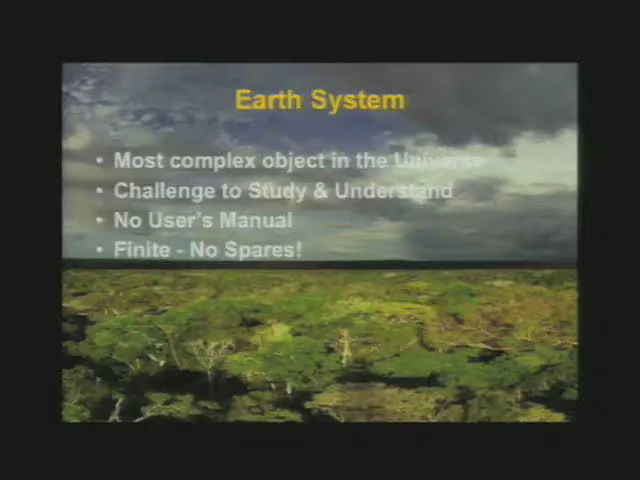 Earth System
• Most complex object in the Universe
• Challenge to Study & Understand
• No User's Manual
• Finite - No Spares!